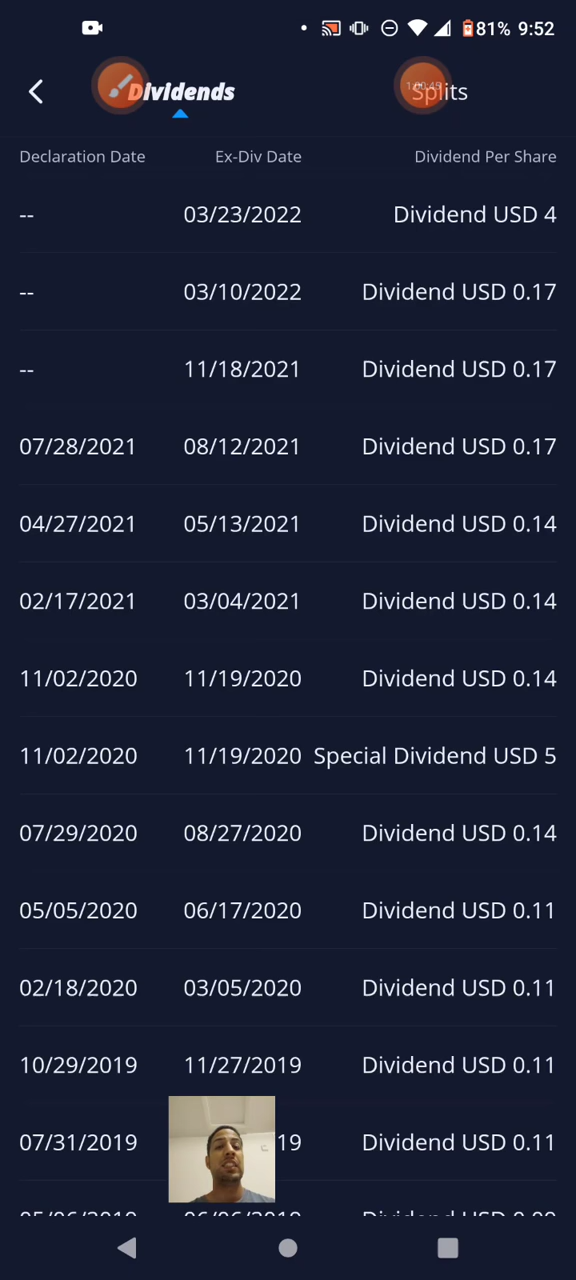 81% 9:52
Dividends Splits
1:00:45
Declaration Date Ex-Div Date Dividend Per Share
-- 03/23/2022 Dividend USD 4
-- 03/10/2022 Dividend USD 0.17
-- 11/18/2021 Dividend USD 0.17
07/28/2021 08/12/2021 Dividend USD 0.17
04/27/2021 05/13/2021 Dividend USD 0.14
02/17/2021 03/04/2021 Dividend USD 0.14
11/02/2020 11/19/2020 Dividend USD 0.14
11/02/2020 11/19/2020 Special Dividend USD 5
07/29/2020 08/27/2020 Dividend USD 0.14
05/05/2020 06/17/2020 Dividend USD 0.11
02/18/2020 03/05/2020 Dividend USD 0.11
10/29/2019 11/27/2019 Dividend USD 0.11
07/31/2019 19 Dividend USD 0.11